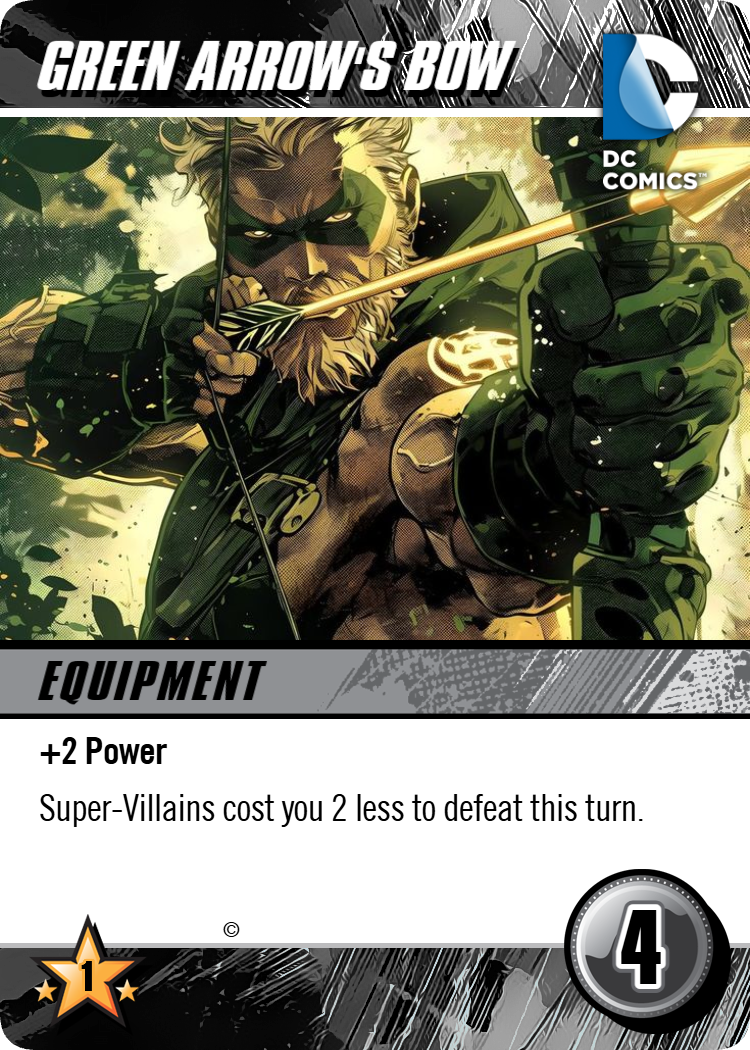 GREEN ARROW'S BOW
DC
COMICS™
EQUIPMENT
+2 Power
Super-Villains cost you 2 less to defeat this turn.
©
1
4